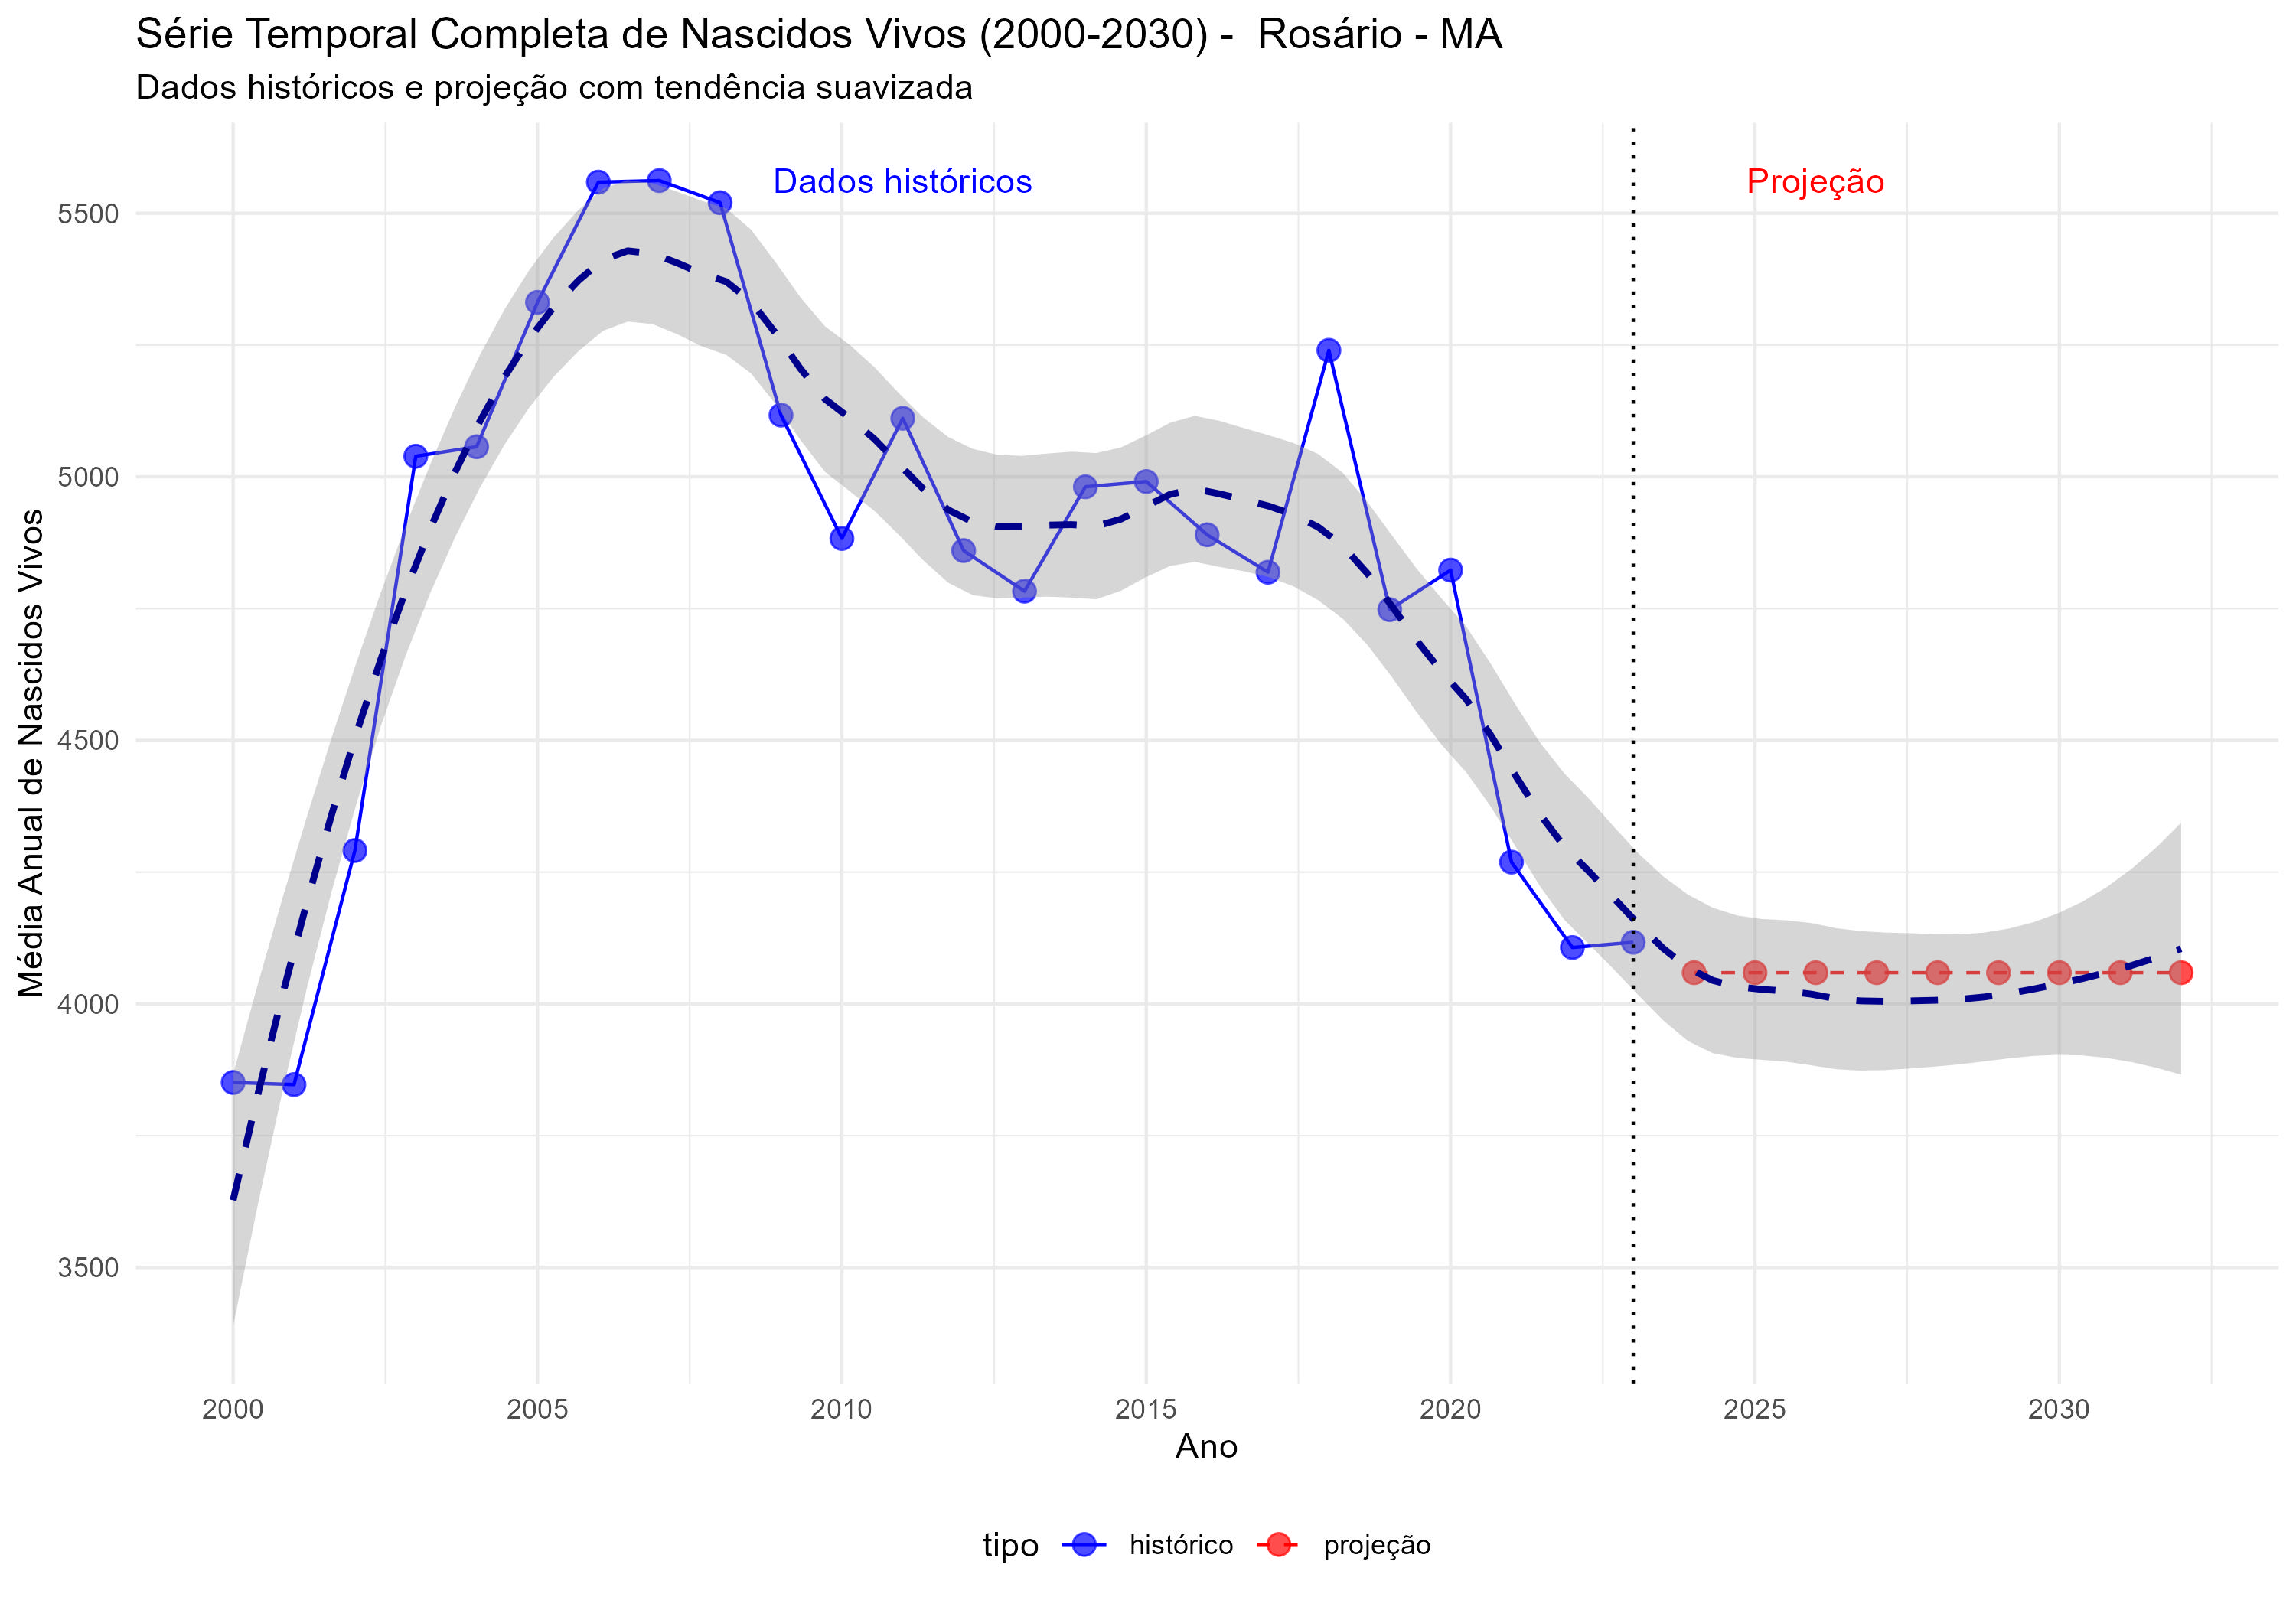 Série Temporal Completa de Nascidos Vivos (2000-2030) -  Rosário - MA
Dados históricos e projeção com tendência suavizada
Dados históricos
Projeção
5500
5000
4500
4000
3500
Média Anual de Nascidos Vivos
2000
2005
2010
2015
2020
2025
2030
Ano
tipo
histórico
projeção